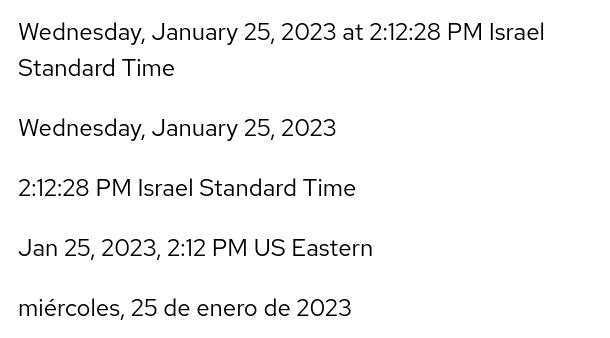 Wednesday, January 25, 2023 at 2:12:28 PM Israel
Standard Time
Wednesday, January 25, 2023
2:12:28 PM Israel Standard Time
Jan 25, 2023, 2:12 PM US Eastern
miércoles, 25 de enero de 2023